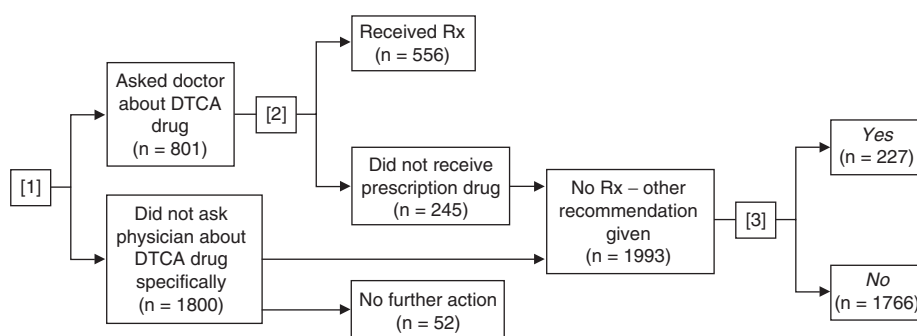 Received Rx
(n = 556)
Asked doctor
about DTCA
drug
(n = 801)
[2]
[1]
Did not receive
prescription drug
(n = 245)
Did not ask
physician about
DTCA drug
specifically
(n = 1800)
No further action
(n = 52)
No Rx – other
recommendation
given
(n = 1993)
[3]
Yes
(n = 227)
No
(n = 1766)